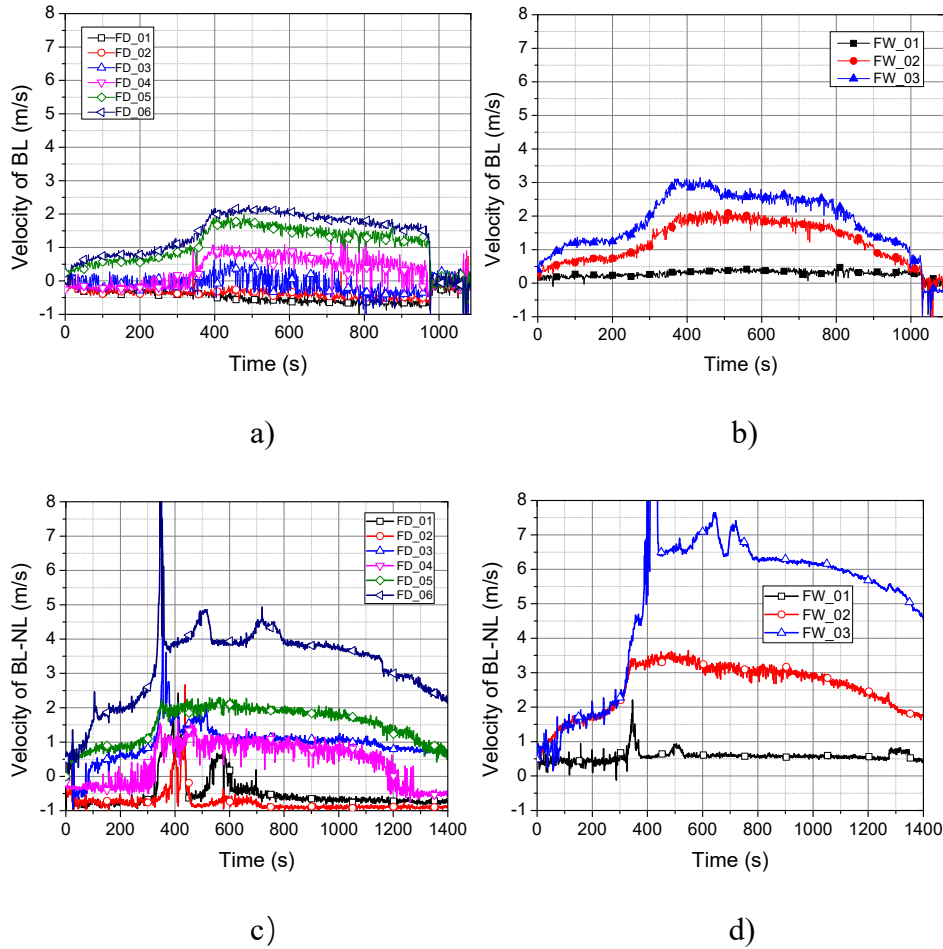 8
7
6
5
4
3
2
1
0
-1
0 200 400 600 800 1000
Velocity of BL (m/s)
Time (s)
FD_01
FD_02
FD_03
FD_04
FD_05
FD_06
a)
8
7
6
5
4
3
2
1
0
-1
0 200 400 600 800 1000
Velocity of BL (m/s)
Time (s)
FW_01
FW_02
FW_03
b)
8
7
6
5
4
3
2
1
0
-1
0 200 400 600 800 1000 1200 1400
Velocity of BL-NL (m/s)
Time (s)
FD_01
FD_02
FD_03
FD_04
FD_05
FD_06
c)
8
7
6
5
4
3
2
1
0
-1
0 200 400 600 800 1000 1200 1400
Velocity of BL-NL (m/s)
Time (s)
FW_01
FW_02
FW_03
d)